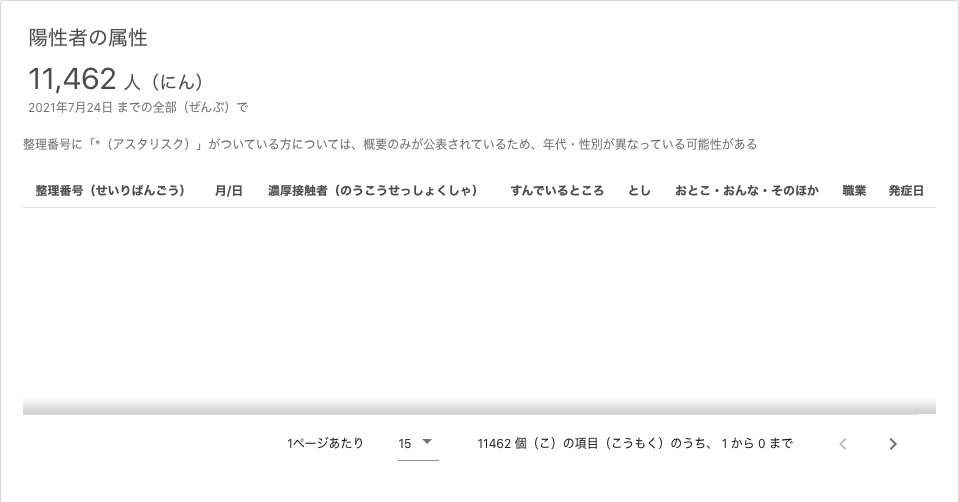 陽性者の属性
11,462 人（にん）
2021年7月24日 までの全部（ぜんぶ）で
整理番号に「*（アスタリスク）」がついている方については、概要のみが公表されているため、年代・性別が異なっている可能性がある
整理番号（せいりばんごう） 月/日 濃厚接触者（のうこうせっしょくしゃ） すんでいるところ とし おとこ・おんな・そのほか 職業 発症日
1ページあたり 15 11462 個（こ）の項目（こうもく）のうち、 1 から 0 まで